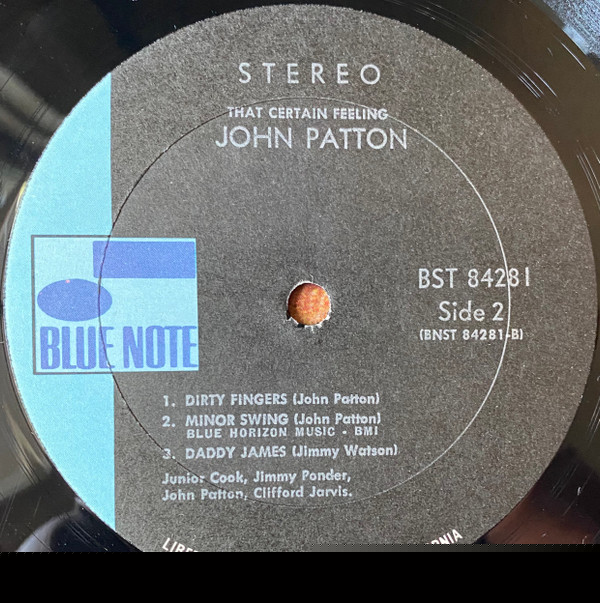 STEREO
THAT CERTAIN FEELING
JOHN PATTON
BST 84281
Side 2
(BNST 84281-B)
BLUE NOTE
1. DIRTY FINGERS (John Patton)
2. MINOR SWING (John Patton)
BLUE HORIZON MUSIC - BMI
3. DADDY JAMES (Jimmy Watson)
Junior Cook, Jimmy Ponder,
John Patton, Clifford Jarvis.